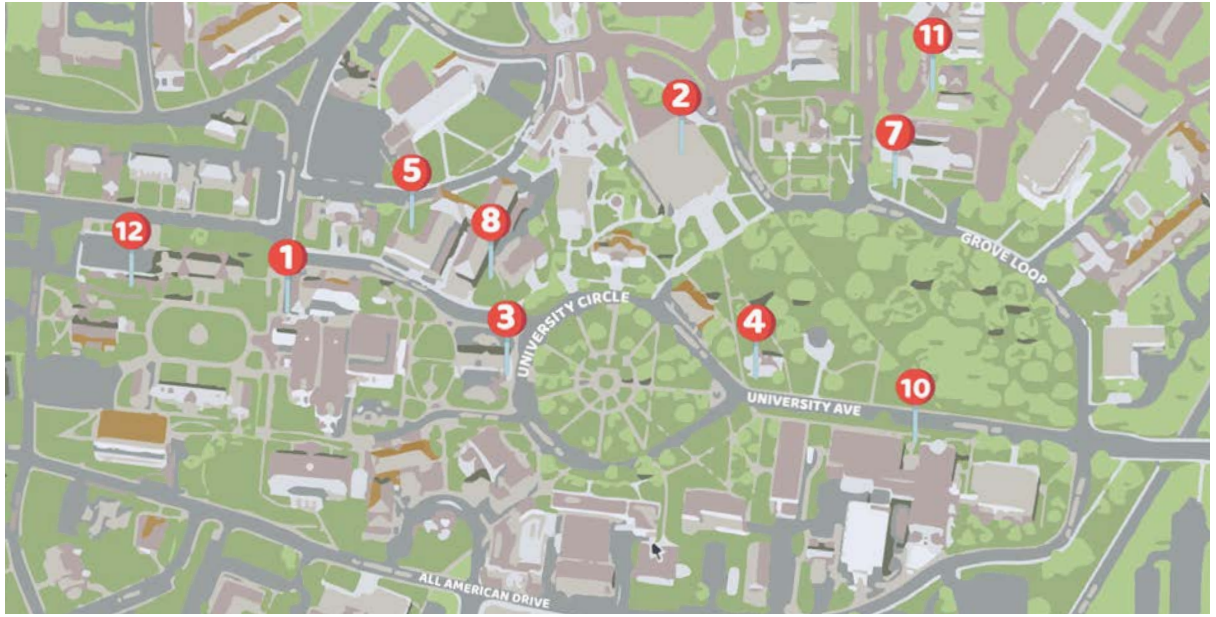 11
2
7
5
8
12
1
GROVE LOOP
UNIVERSITY CIRCLE
3
4
10
UNIVERSITY AVE
ALL AMERICAN DRIVE